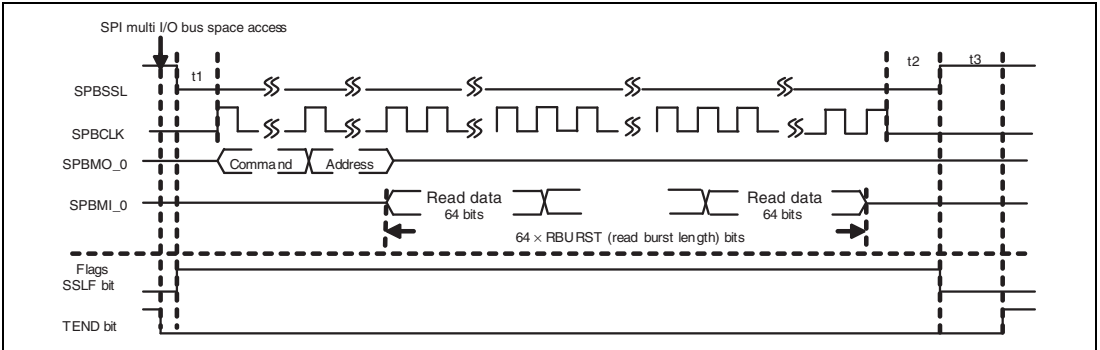 SPI multi I/O bus space access
t1
t2
t3
SPBSSL
SPBCLK
SPBMO_0
Command
Address
SPBMI_0
Read data
64 bits
Read data
64 bits
64 × RBURST (read burst length) bits
Flags
SSLF bit
TEND bit